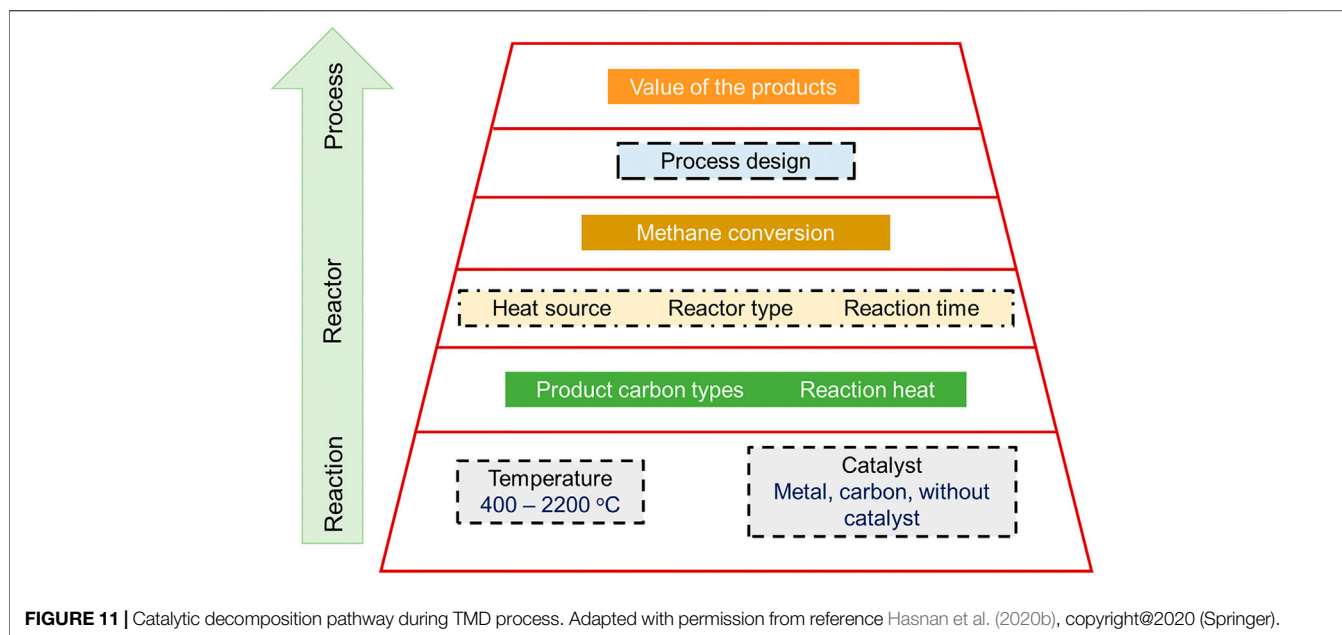 Process
Reactor
Reaction
Value of the products
Process design
Methane conversion
Heat source Reactor type Reaction time
Product carbon types Reaction heat
Temperature
400 – 2200 °C
Catalyst
Metal, carbon, without
catalyst
FIGURE 11 | Catalytic decomposition pathway during TMD process. Adapted with permission from reference Hasnan et al. (2020b), copyright@2020 (Springer).